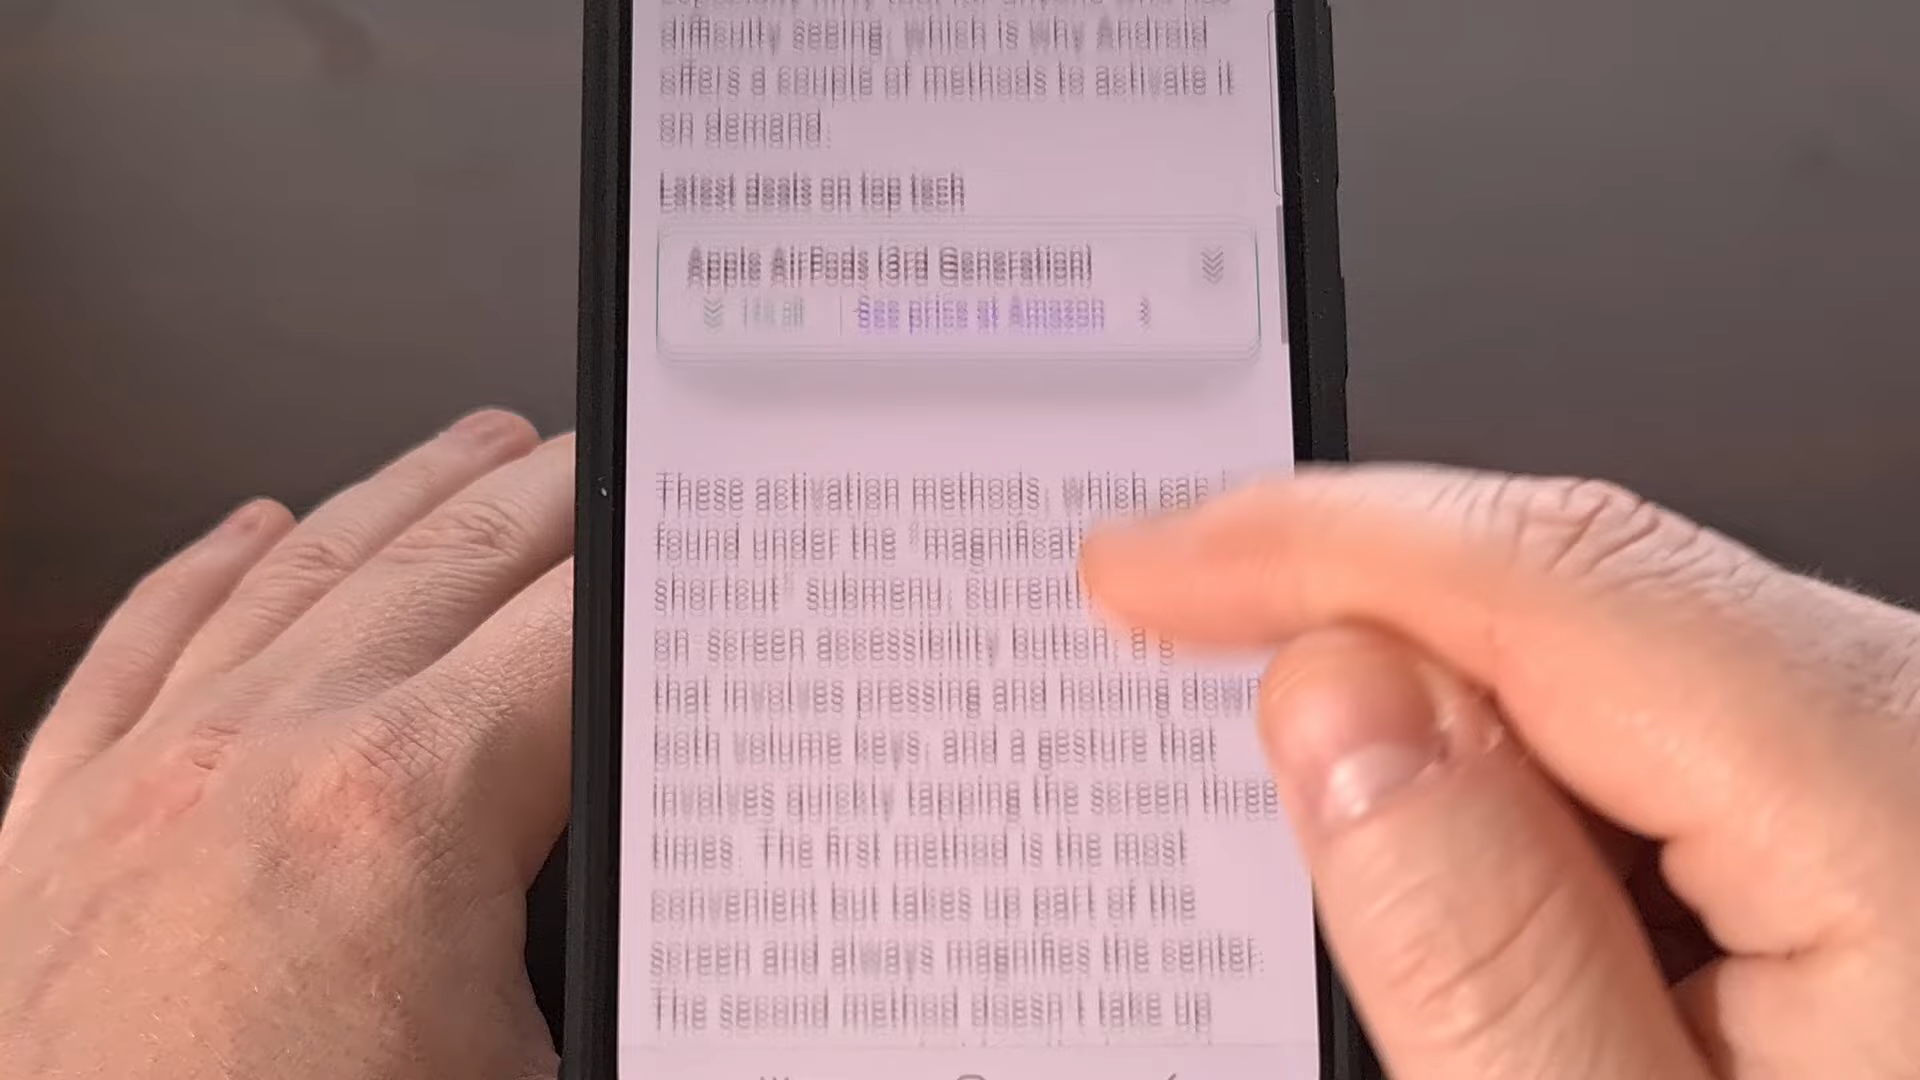 difficulty seeing, which is why Android
offers a couple of methods to activate it
on demand.
Latest deals on top tech
Apple AirPods (3rd Generation)
See price at Amazon
These activation methods, which can
found under the "magnification
shortcut" submenu, current
on-screen accessibility button, a
that involves pressing and holding down
both volume keys, and a gesture that
involves quickly tapping the screen three
times. The first method is the most
convenient but takes up part of the
screen and always magnifies the center.
The second method doesn't take up